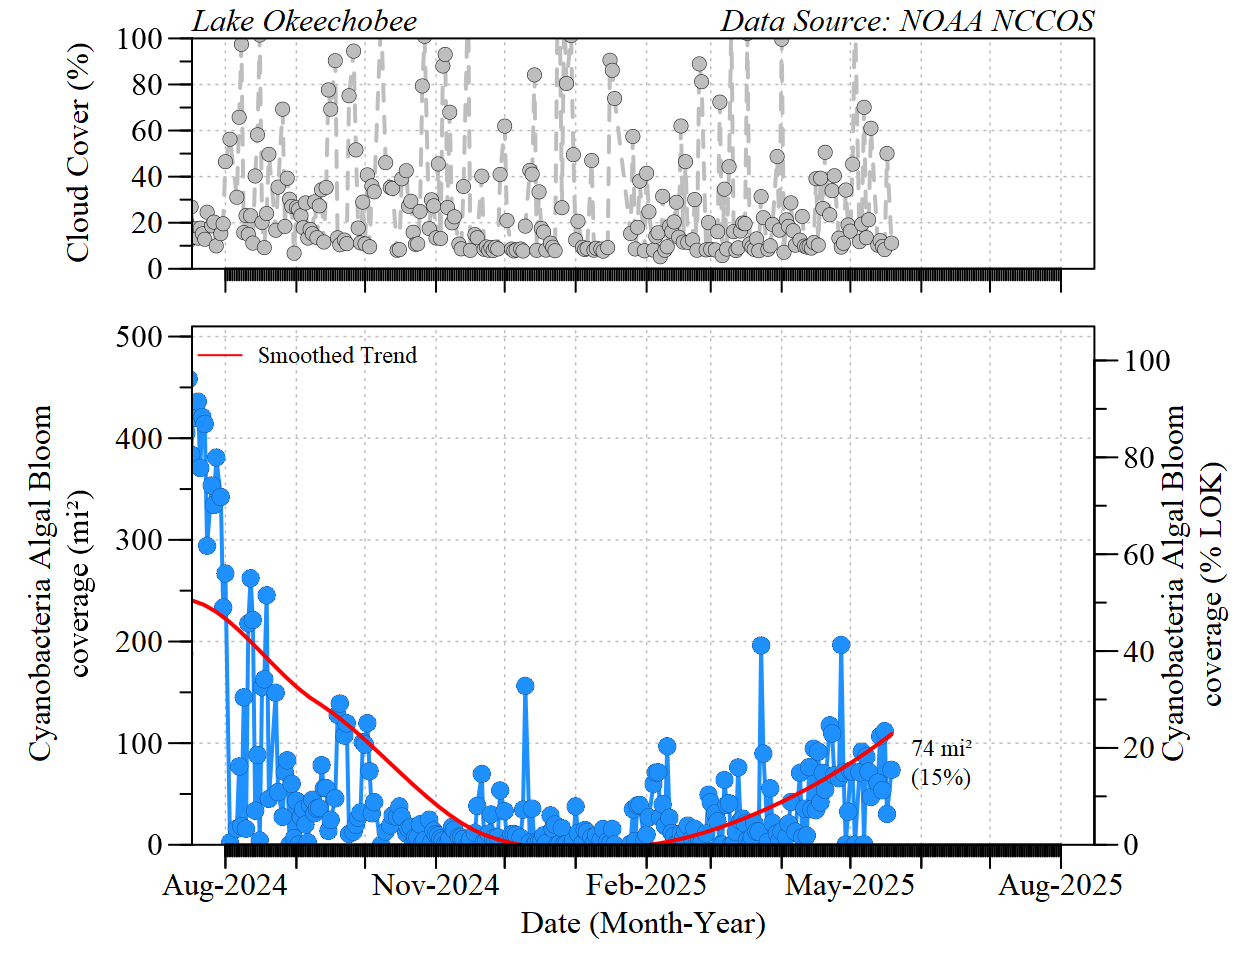 Lake Okeechobee
Data Source: NOAA NCCOS
Cloud Cover (%)
100
80
60
40
20
0
Cyanobacteria Algal Bloom
coverage (mi²)
500
400
300
200
100
0
Smoothed Trend
74 mi²
(15%)
100
80
60
40
20
0
Cyanobacteria Algal Bloom
coverage (% LOK)
Aug-2024 Nov-2024 Feb-2025 May-2025 Aug-2025
Date (Month-Year)